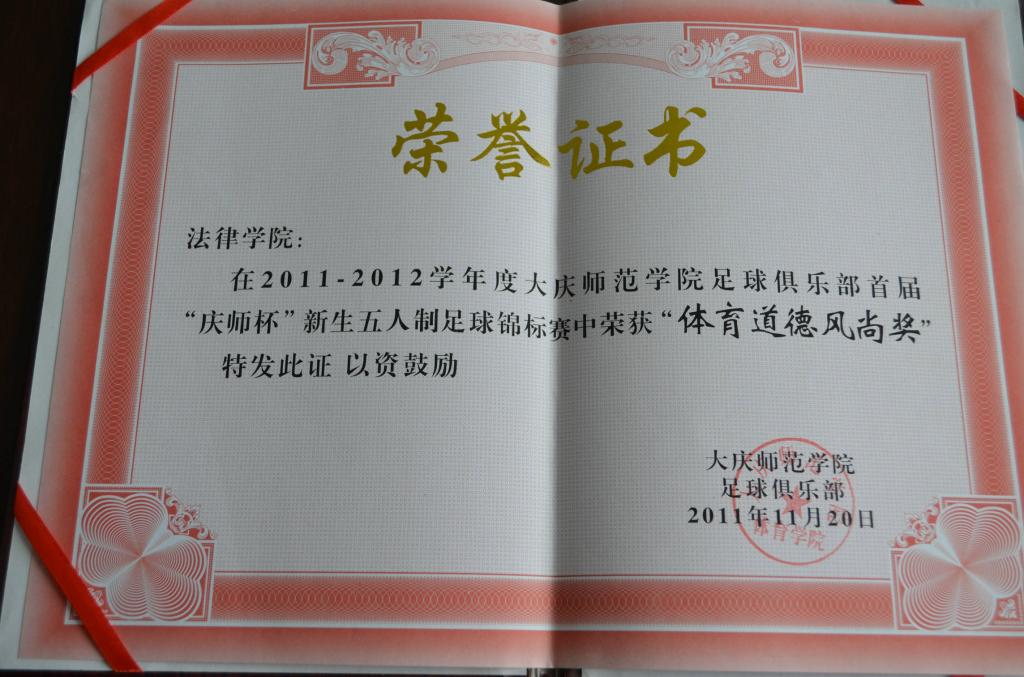 荣誉证书
法律学院：
在2011-2012学年度大庆师范学院足球俱乐部首届
“庆师杯”新生五人制足球锦标赛中荣获“体育道德风尚奖”
特发此证 以资鼓励
大庆师范学院
足球俱乐部
2011年11月20日
体育学院